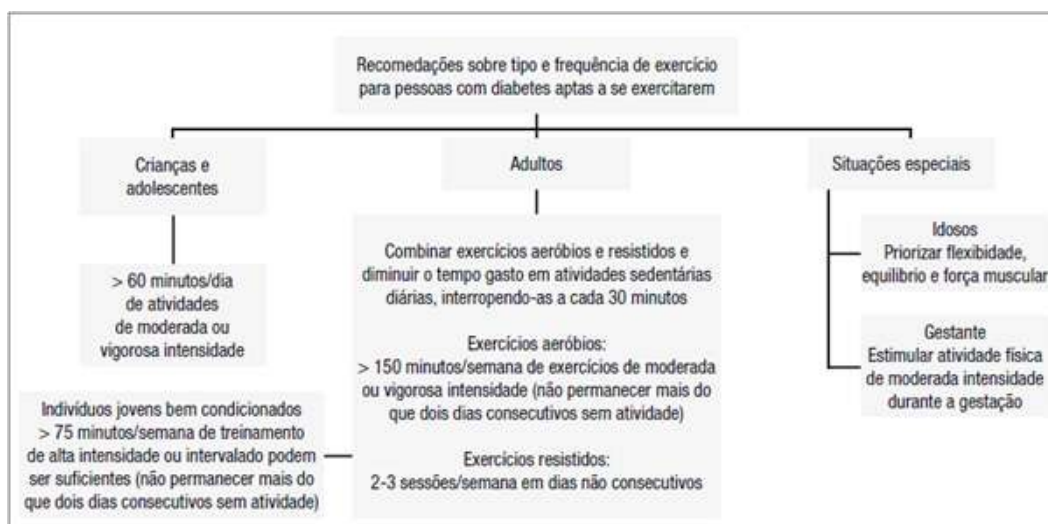 Recomedações sobre tipo e frequência de exercício
para pessoas com diabetes aptas a se exercitarem
Crianças e
adolescentes
> 60 minutos/dia
de atividades
de moderada ou
vigorosa intensidade
Adultos
Combinar exercícios aeróbios e resistidos e
diminuir o tempo gasto em atividades sedentárias
diárias, interropendo-as a cada 30 minutos
Exercícios aeróbios:
> 150 minutos/semana de exercícios de moderada
ou vigorosa intensidade (não permanecer mais do
que dois dias consecutivos sem atividade)
Exercícios resistidos:
2-3 sessões/semana em dias não consecutivos
Indivíduos jovens bem condicionados
> 75 minutos/semana de treinamento
de alta intensidade ou intervalado podem
ser suficientes (não permanecer mais do
que dois dias consecutivos sem atividade)
Situações especiais
Idosos
Priorizar flexibidade,
equilibrio e força muscular
Gestante
Estimular atividade física
de moderada intensidade
durante a gestação